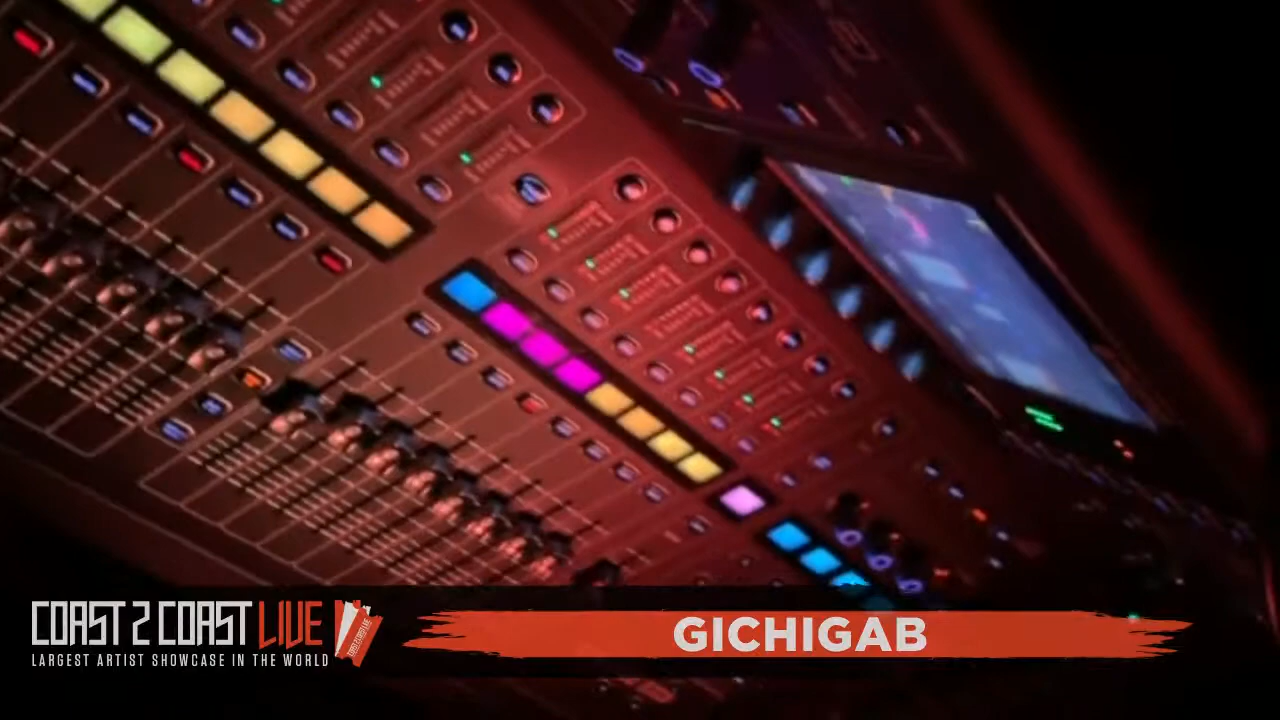 COAST 2 COAST LIVE
LARGEST ARTIST SHOWCASE IN THE WORLD
GICHIGAB